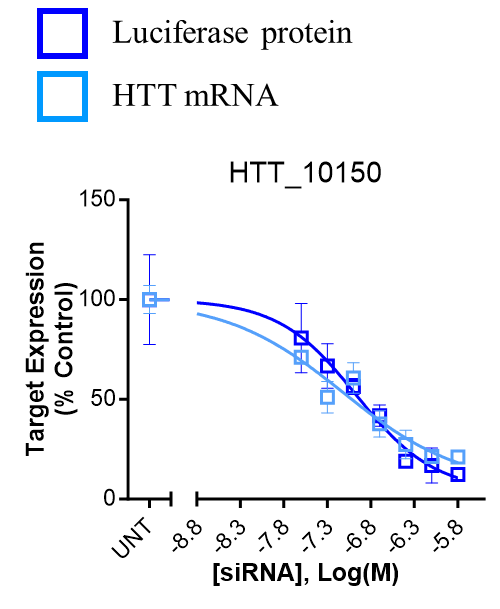 Luciferase protein
HTT mRNA
HTT_10150
Target Expression
(% Control)
150
100
50
0
UNT
-8.8
-8.3
-7.8
-7.3
-6.8
-6.3
-5.8
[siRNA], Log(M)